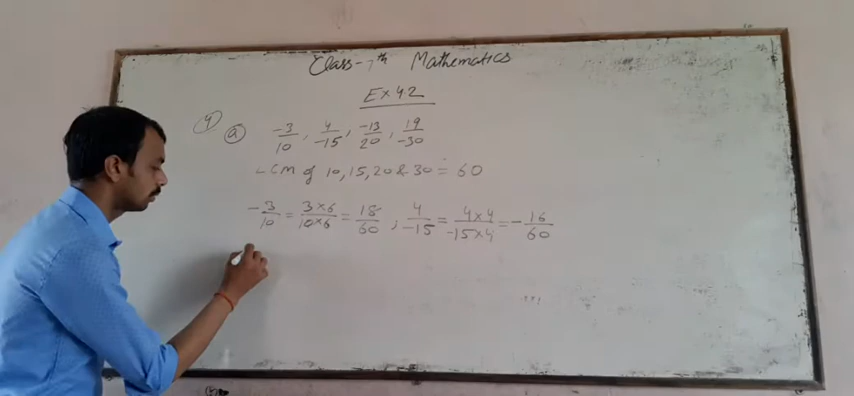 Class-7th Mathematics
Ex 4.2
4) a) -3/10, 4/-15, -13/20, 19/-30
LCM of 10, 15, 20 & 30 = 60
-3/10 = 3×6/10×6 = 18/60, 4/-15 = 4×4/-15×4 = -16/60